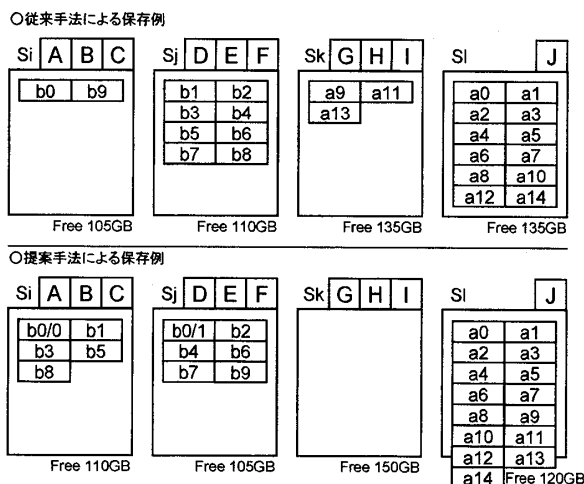 〇従来手法による保存例
Si A B C
Sj D E F
Sk G H I
Sl J
b0 b9
b1 b2
b3 b4
b5 b6
b7 b8
a9 a11
a13
a0 a1
a2 a3
a4 a5
a6 a7
a8 a10
a12 a14
Free 105GB
Free 110GB
Free 135GB
Free 135GB
〇提案手法による保存例
Si A B C
Sj D E F
Sk G H I
Sl J
b0/0 b1
b3 b5
b8
b0/1 b2
b4 b6
b7 b9
a0 a1
a2 a3
a4 a5
a6 a7
a8 a9
a10 a11
a12 a13
a14
Free 110GB
Free 105GB
Free 150GB
Free 120GB